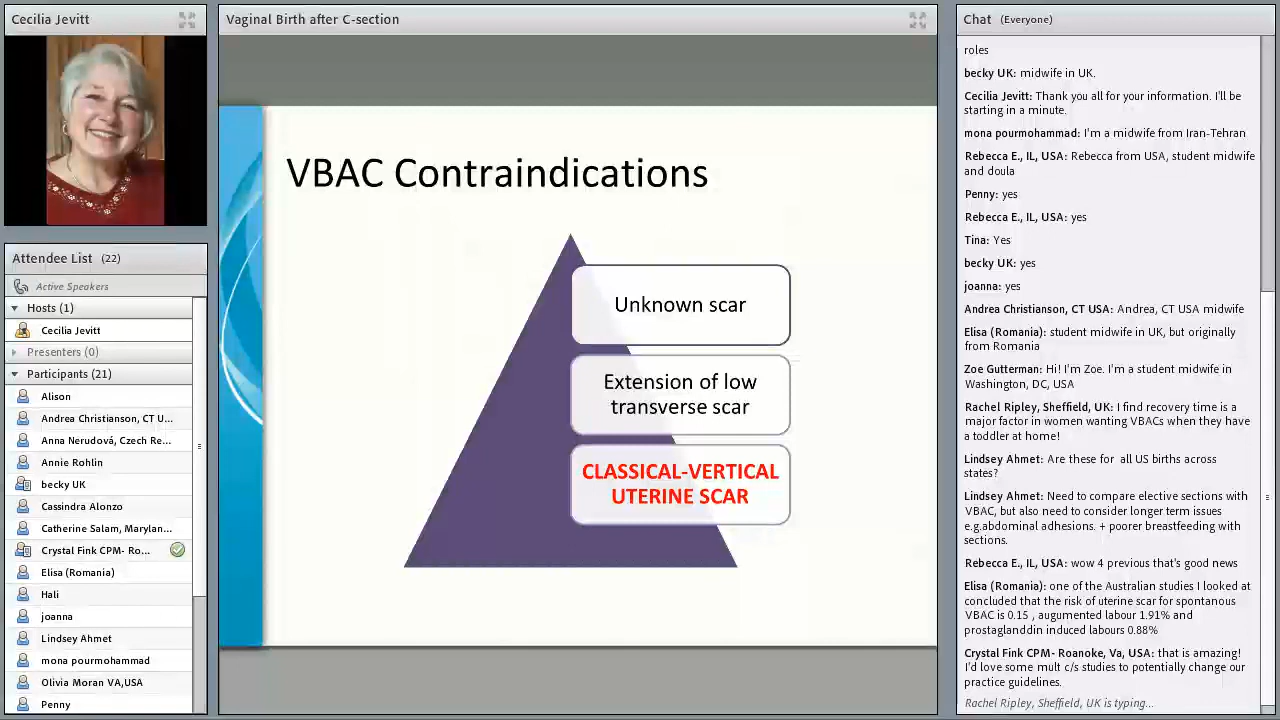 Cecilia Jevitt
Attendee List (22)
Active Speakers
Hosts (1)
Cecilia Jevitt
Presenters (0)
Participants (21)
Alison
Andrea Christianson, CT U...
Anna Nerudová, Czech Re...
Annie Rohlin
becky UK
Cassindra Alonzo
Catherine Salam, Marylan...
Crystal Fink CPM- Ro...
Elisa (Romania)
Hali
joanna
Lindsey Ahmet
mona pourmohammad
Olivia Moran VA,USA
Penny
Vaginal Birth after C-section
VBAC Contraindications
Unknown scar
Extension of low
transverse scar
CLASSICAL-VERTICAL
UTERINE SCAR
Chat (Everyone)
roles
becky UK: midwife in UK.
Cecilia Jevitt: Thank you all for your information. I'll be
starting in a minute.
mona pourmohammad: I'm a midwife from Iran-Tehran
Rebecca E., IL, USA: Rebecca from USA, student midwife
and doula
Penny: yes
Rebecca E., IL, USA: yes
Tina: Yes
becky UK: yes
joanna: yes
Andrea Christianson, CT USA: Andrea, CT USA midwife
Elisa (Romania): student midwife in UK, but originally
from Romania
Zoe Gutterman: Hi! I'm Zoe. I'm a student midwife in
Washington, DC, USA
Rachel Ripley, Sheffield, UK: I find recovery time is a
major factor in women wanting VBACs when they have
a toddler at home!
Lindsey Ahmet: Are these for all US births across
states?
Lindsey Ahmet: Need to compare elective sections with
VBAC, but also need to consider longer term issues
e.g.abdominal adhesions. + poorer breastfeeding with
sections.
Rebecca E., IL, USA: wow 4 previous that's good news
Elisa (Romania): one of the Australian studies I looked at
concluded that the risk of uterine scar for spontanous
VBAC is 0.15 , augumented labour 1.91% and
prostaglanddin induced labours 0.88%
Crystal Fink CPM- Roanoke, Va, USA: that is amazing!
I'd love some mult c/s studies to potentially change our
practice guidelines.
Rachel Ripley, Sheffield, UK is typing...